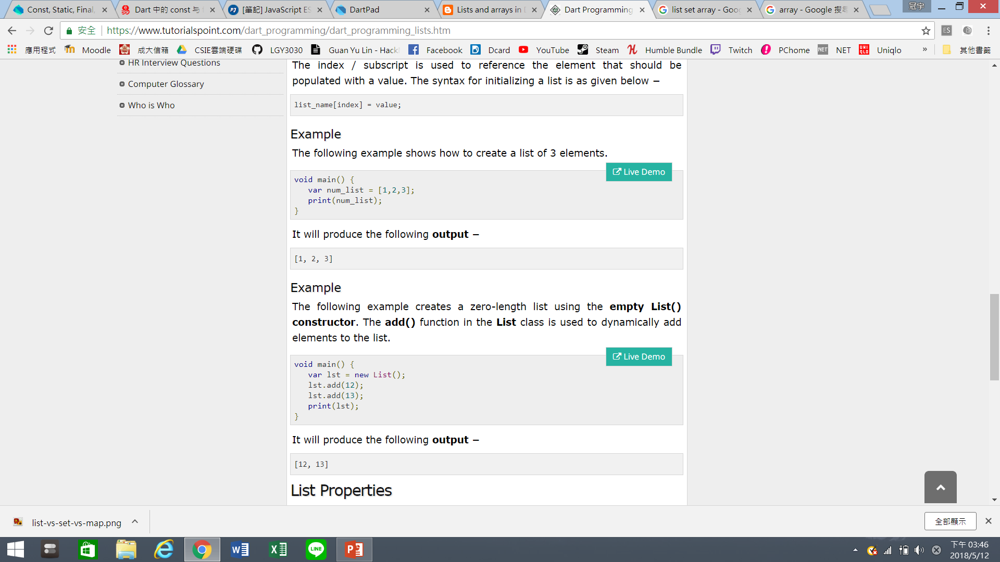 Const, Static, Final,
Dart 中的 const 与
[筆記] JavaScript ES
DartPad
Lists and arrays in
Dart Programming
list set array - Goo
array - Google 搜尋
冠宇
安全
https://www.tutorialspoint.com/dart_programming/dart_programming_lists.htm
ES
應用程式
Moodle
成大信箱
CSIE雲端硬碟
LGY3030
Guan Yu Lin - Hack
Facebook
Dcard
YouTube
Steam
Humble Bundle
Twitch
PChome
NET
NET
UNI QLO
Uniqlo
»
其他書籤
HR Interview Questions
Computer Glossary
Who is Who
The index / subscript is used to reference the element that should be
populated with a value. The syntax for initializing a list is as given below −
list_name[index] = value;
Example
The following example shows how to create a list of 3 elements.
Live Demo
void main() {
var num_list = [1,2,3];
print(num_list);
}
It will produce the following output −
[1, 2, 3]
Example
The following example creates a zero-length list using the empty List()
constructor. The add() function in the List class is used to dynamically add
elements to the list.
Live Demo
void main() {
var lst = new List();
lst.add(12);
lst.add(13);
print(lst);
}
It will produce the following output −
[12, 13]
List Properties
list-vs-set-vs-map.png
全部顯示
LINE
下午 03:46
2018/5/12